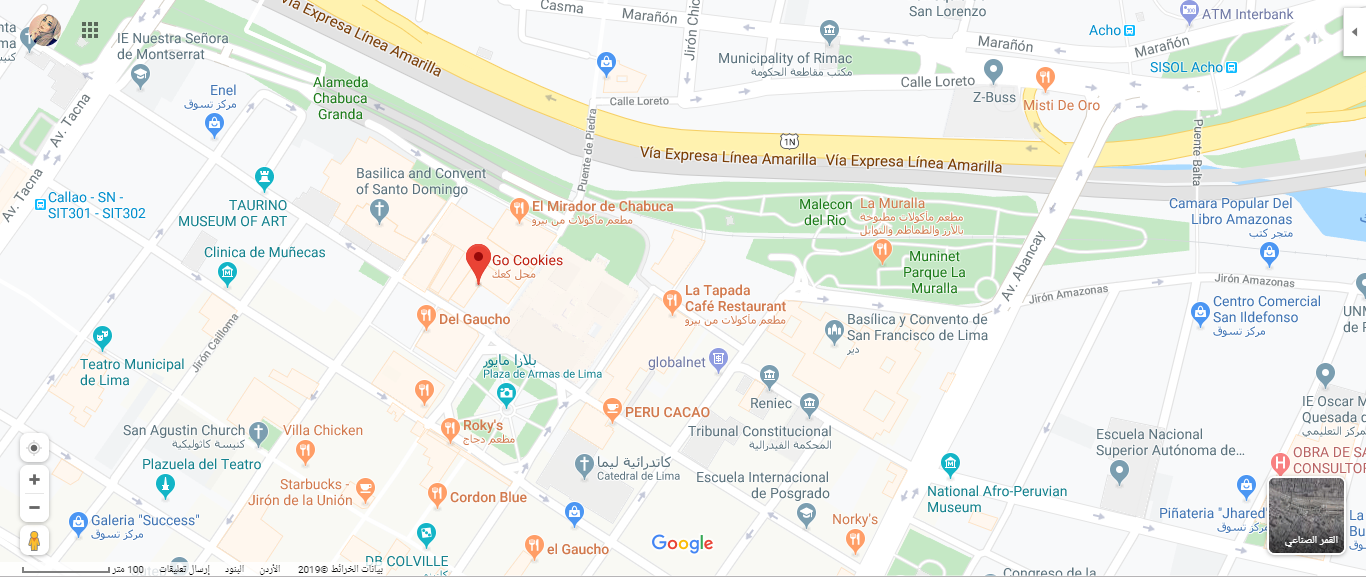 Casma
Marañón
San Lorenzo
ATM Interbank
Acho
Marañón
Marañón
SISOL Acho
Municipality of Rimac
مكتب مقاطعة الحكومة
Calle Loreto
Z-Buss
Misti De Oro
Jirón Chic
Calle Loreto
Vía Expresa Línea Amarilla
IE Nuestra Señora
de Montserrat
Av. Tacna
Enel
مركز تسوق
Alameda
Chabuca
Granda
1N
Vía Expresa Línea Amarilla
Vía Expresa Línea Amarilla
Puente de Piedra
Puente Balta
Basilica and Convent
of Santo Domingo
Av. Tacna
Callao - SN -
SIT301 - SIT302
TAURINO
MUSEUM OF ART
El Mirador de Chabuca
مطعم مأكولات من بيرو
Malecon
del Rio
La Muralla
مطعم مأكولات مطبوخة
بالأرز والطماطم والتوابل
Camara Popular Del
Libro Amazonas
متجر كتب
Clinica de Muñecas
Go Cookies
محل كعك
Muninet
Parque La
Muralla
Av. Abancay
Jirón Amazonas
Jirón Amazonas
La Tapada
Café Restaurant
مطعم مأكولات من بيرو
Centro Comercial
San Ildefonso
مركز تسوق
Del Gaucho
Basílica y Convento de
San Francisco de Lima
دير
Jirón Cailloma
Teatro Municipal
de Lima
بلازا مايور
Plaza de Armas de Lima
globalnet
Reniec
PERU CACAO
IE Oscar M
Quesada d
San Agustin Church
كنيسة كاثوليكية
Villa Chicken
Roky's
مطعم دجاج
Tribunal Constitucional
المحكمة الفيدرالية
Escuela Nacional
Superior Autónoma de...
Plazuela del Teatro
كاتدرائية ليما
Catedral de Lima
Escuela Internacional
de Posgrado
OBRA DE SA
CONSULTOR
Starbucks -
Jirón de la Unión
Cordon Blue
National Afro-Peruvian
Museum
Galeria "Success"
مركز تسوق
Norky's
Piñateria "Jhared"
مركز تسوق
DB COLVILLE
el Gaucho
Google
القمر الصناعي
Congreso de la
بيانات الخرائط ©2019
الأردن
البنود
إرسال تعليقات
100 متر